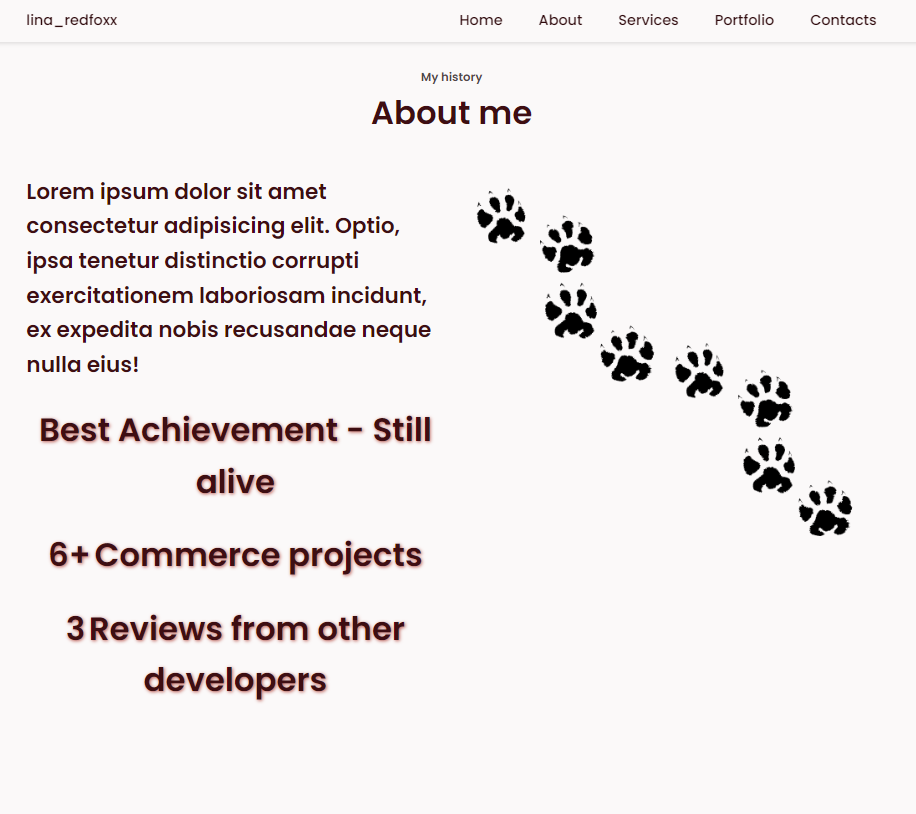 lina_redfoxx
Home About Services Portfolio Contacts
My history
About me
Lorem ipsum dolor sit amet
consectetur adipisicing elit. Optio,
ipsa tenetur distinctio corrupti
exercitationem laboriosam incidunt,
ex expedita nobis recusandae neque
nulla eius!
Best Achievement - Still
alive
6+ Commerce projects
3 Reviews from other
developers